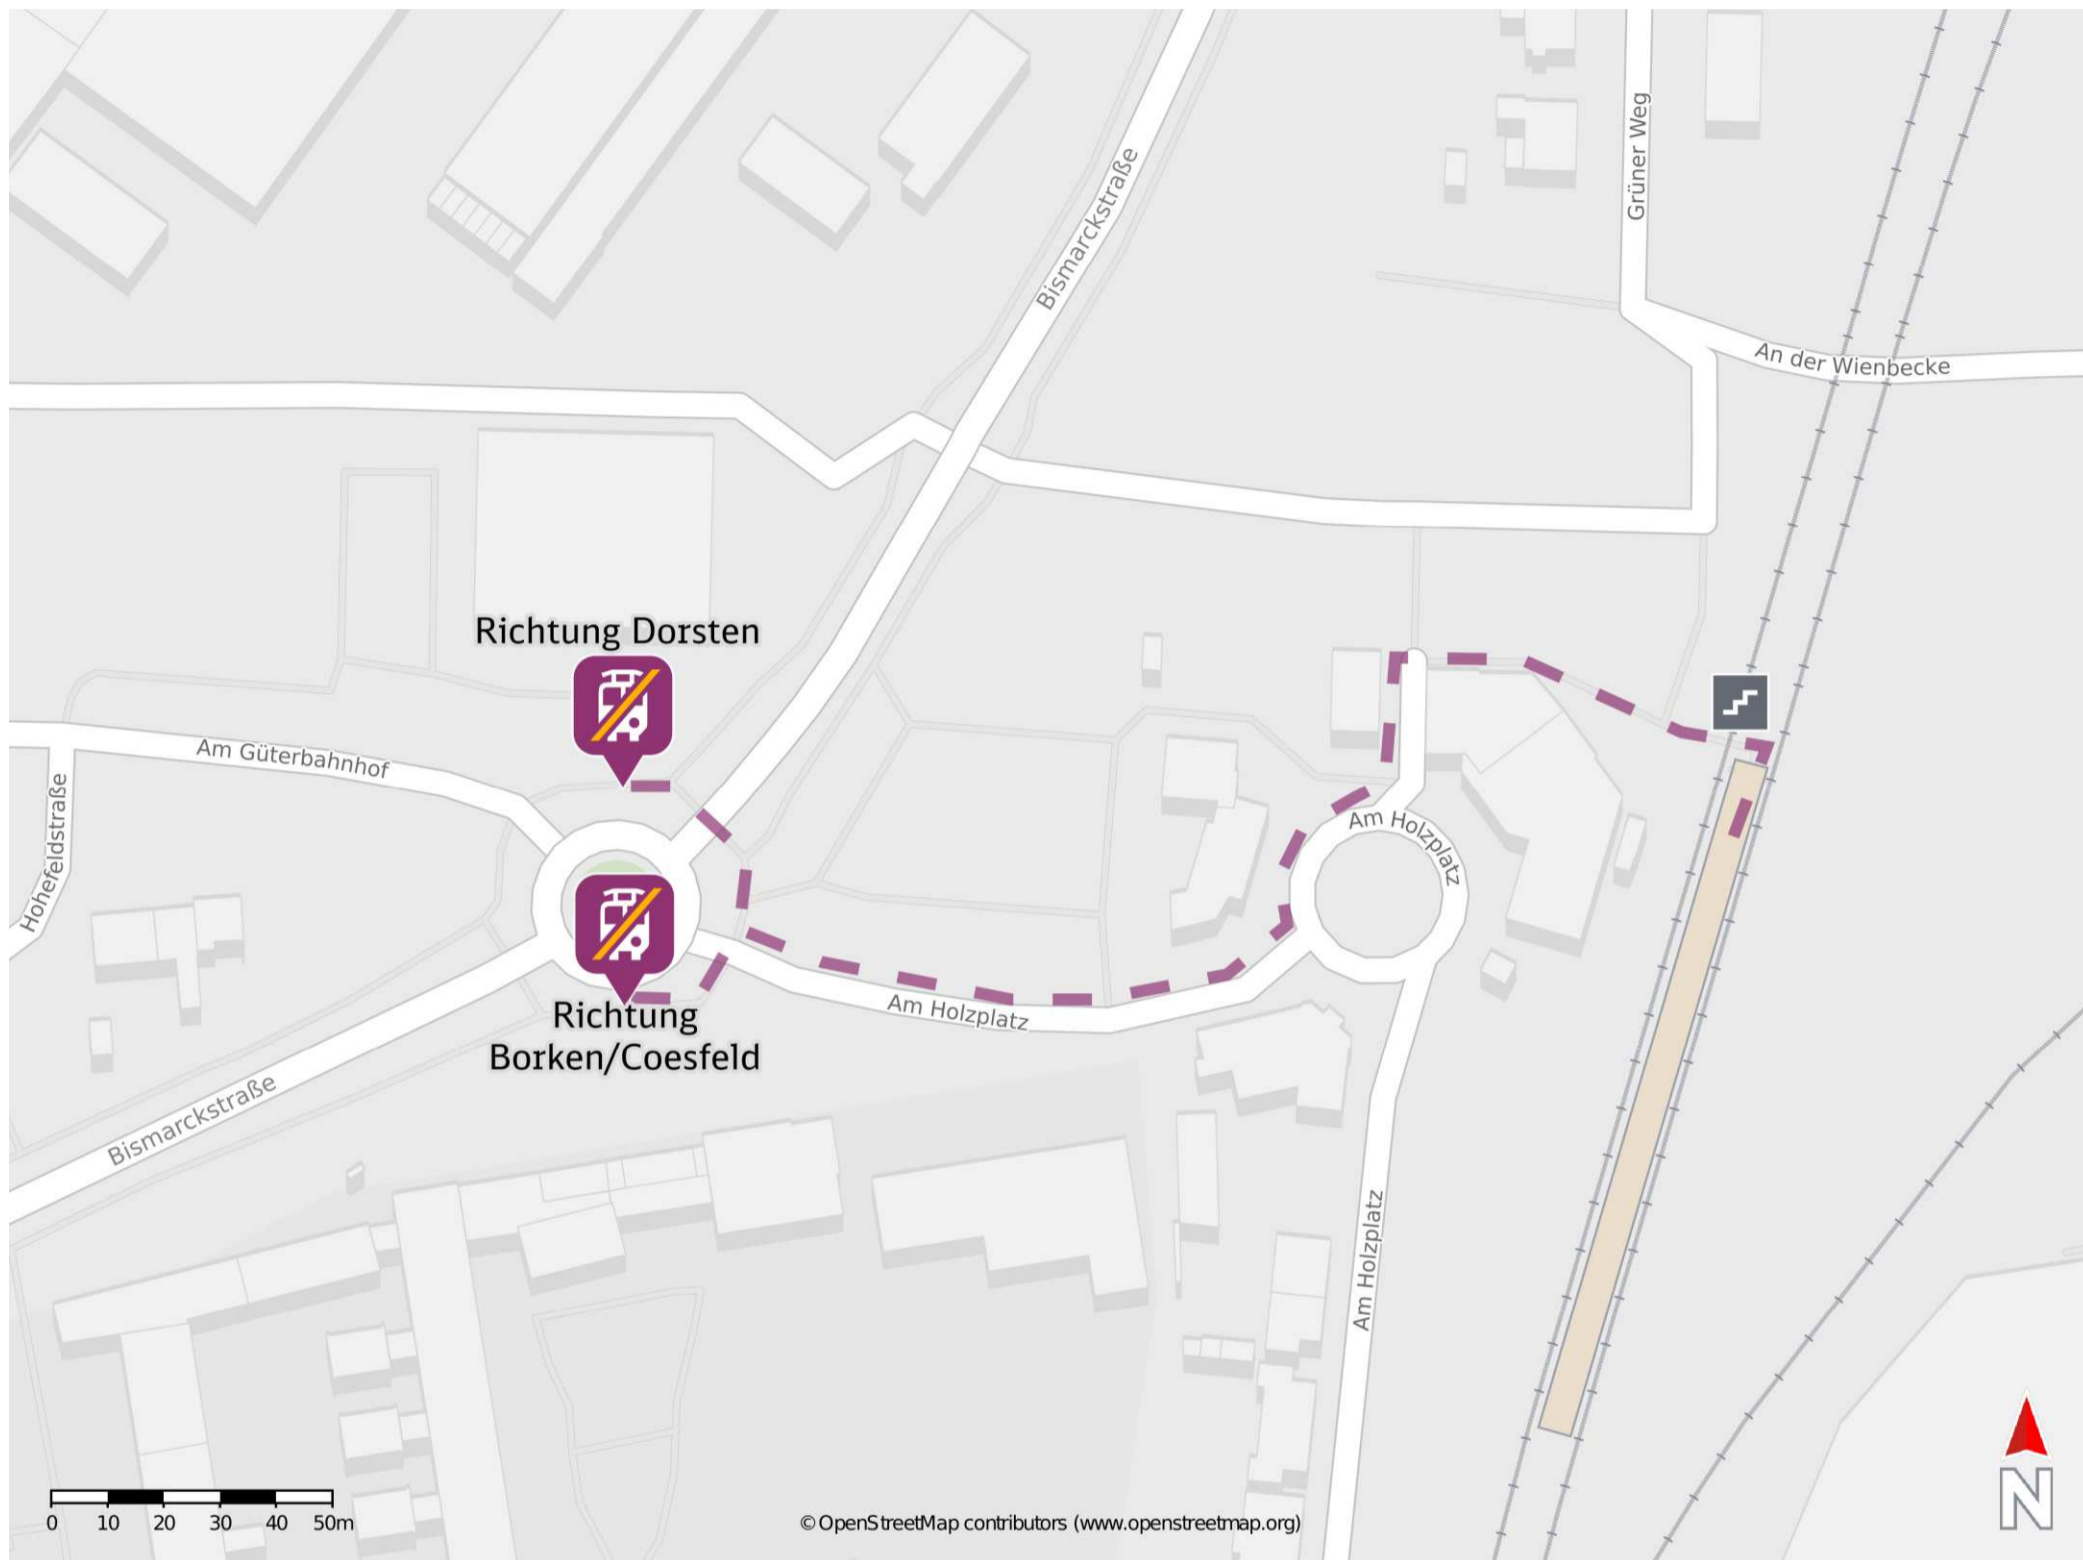 Grüner Weg
Bismarckstraße
An der Wienbecke
Richtung Dorsten
Am Güterbahnhof
Hohefeldstraße
Am Holzplatz
Richtung
Borken/Coesfeld
Am Holzplatz
Bismarckstraße
Am Holzplatz
0 10 20 30 40 50m
© OpenStreetMap contributors (www.openstreetmap.org)
N